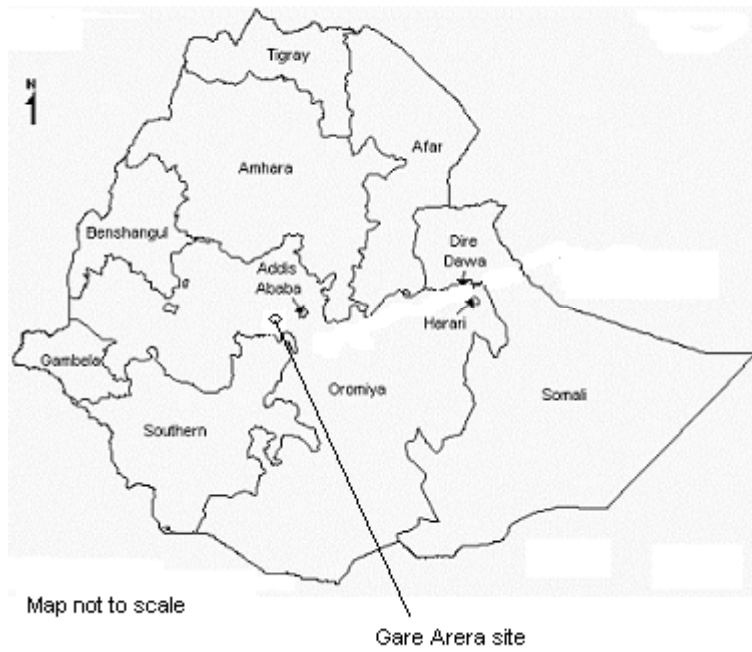 Tigray
N
Afar
Amhara
Benshangul
Dire
Dawa
Addis
Ababa
Harari
Gambela
Oromiya
Somali
Southern
Map not to scale
Gare Arera site